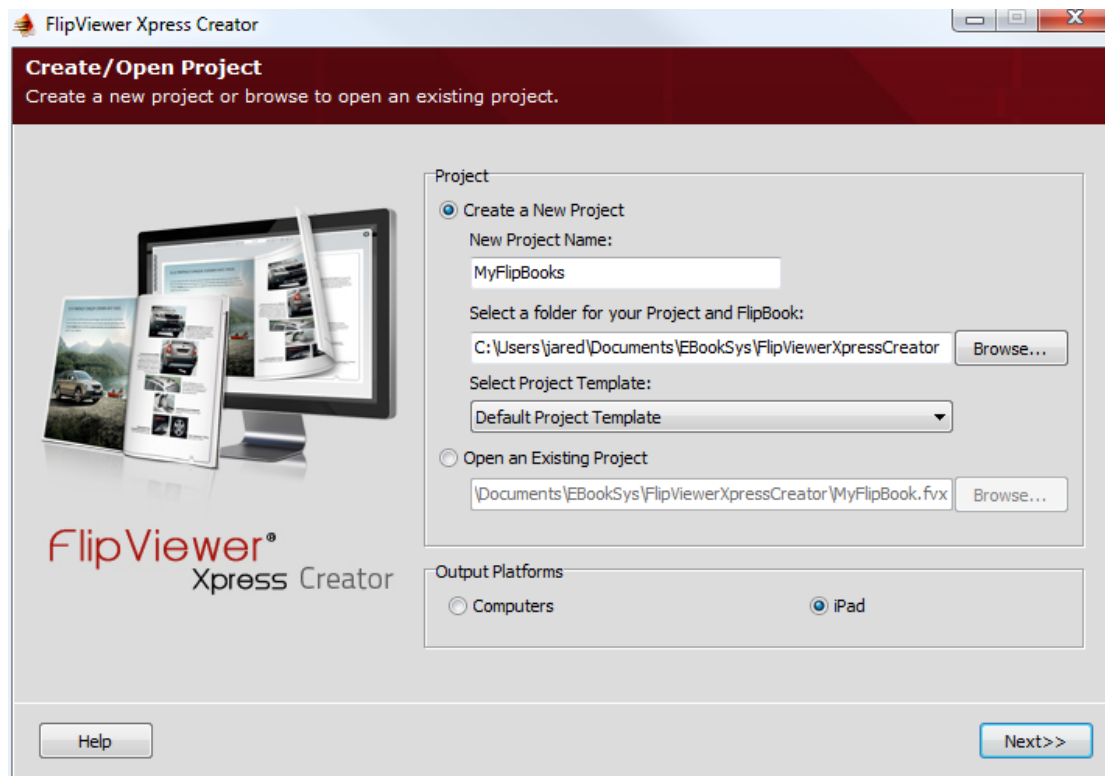 FlipViewer Xpress Creator
Create/Open Project
Create a new project or browse to open an existing project.
Project
Create a New Project
New Project Name:
MyFlipBooks
Select a folder for your Project and FlipBook:
C:\Users\jared\Documents\EBookSys\FlipViewerXpressCreator
Browse...
Select Project Template:
Default Project Template
Open an Existing Project
\Documents\EBookSys\FlipViewerXpressCreator\MyFlipBook.fvx
Browse...
FlipViewer®
Xpress Creator
Output Platforms
Computers
iPad
Help
Next>>